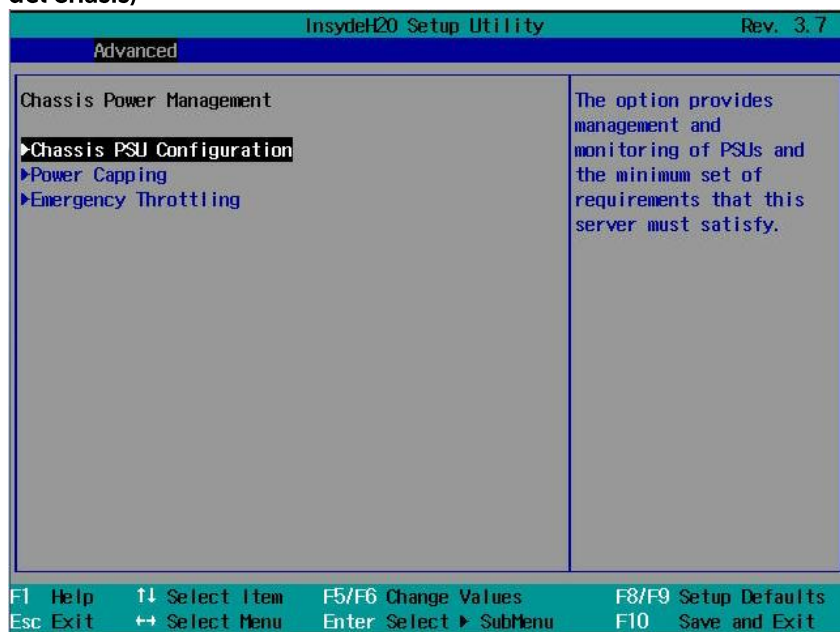 del chasis)
InsydeH20 Setup Utility Rev. 3.7
Advanced
Chassis Power Management
▶Chassis PSU Configuration
▶Power Capping
▶Emergency Throttling
The option provides
management and
monitoring of PSUs and
the minimum set of
requirements that this
server must satisfy.
F1 Help ↑↓ Select Item F5/F6 Change Values F8/F9 Setup Defaults
Esc Exit ↔ Select Menu Enter Select ▶ SubMenu F10 Save and Exit